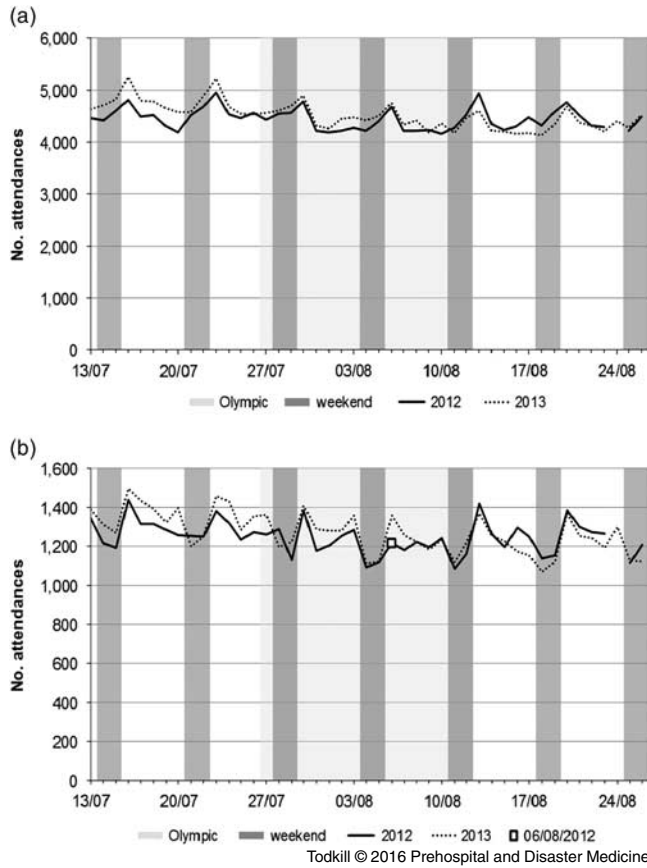 (a)
6,000
5,000
4,000
3,000
2,000
1,000
0
No. attendances
13/07 20/07 27/07 03/08 10/08 17/08 24/08
Olympic weekend 2012 2013
(b)
1,600
1,400
1,200
1,000
800
600
400
200
0
No. attendances
13/07 20/07 27/07 03/08 10/08 17/08 24/08
Olympic weekend 2012 2013 06/08/2012
Todkill © 2016 Prehospital and Disaster Medicine